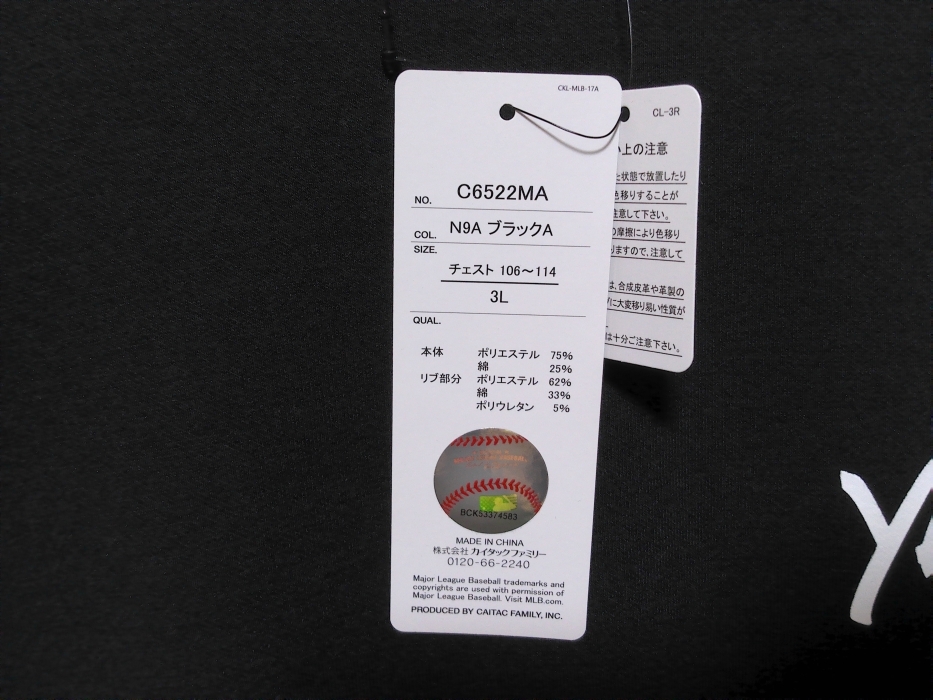 CKL-MLB-17A
NO. C6522MA
COL. N9A ブラックA
SIZE.
チェスト 106～114
3L
QUAL.
本体 ポリエステル 75%
綿 25%
リブ部分 ポリエステル 62%
綿 33%
ポリウレタン 5%
BCK53374583
MADE IN CHINA
株式会社 カイタックファミリー
0120-66-2240
Major League Baseball trademarks and
copyrights are used with permission of
Major League Baseball. Visit MLB.com.
PRODUCED BY CAITAC FAMILY, INC.
CL-3R
い上の注意
た状態で放置したり
色移りすることが
注意して下さい。
の摩擦により色移り
りますので、注意して
は、合成皮革や革製の
に大変移り易い性質が
は十分ご注意下さい。
Y